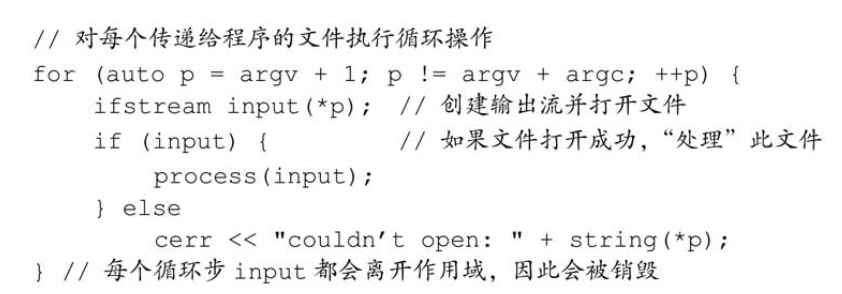 // 对每个传递给程序的文件执行循环操作
for (auto p = argv + 1; p != argv + argc; ++p) {
    ifstream input(*p);  // 创建输出流并打开文件
    if (input) {         // 如果文件打开成功，“处理”此文件
        process(input);
    } else
        cerr << "couldn’t open: " + string(*p);
} // 每个循环步 input 都会离开作用域，因此会被销毁